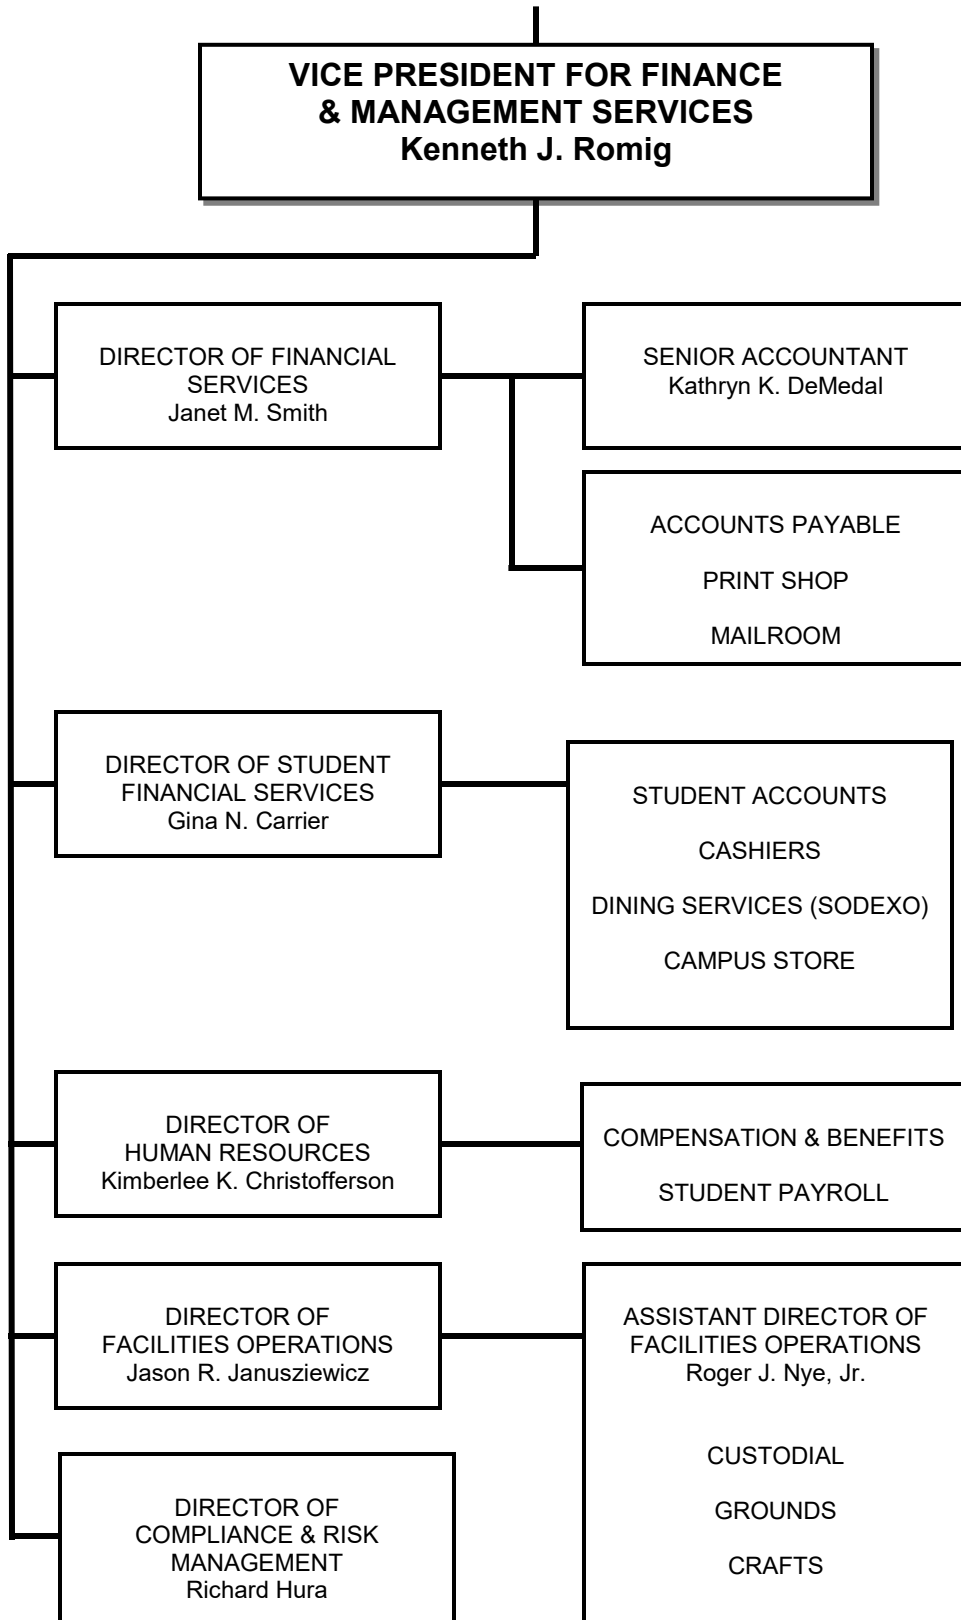 VICE PRESIDENT FOR FINANCE
& MANAGEMENT SERVICES
Kenneth J. Romig
DIRECTOR OF FINANCIAL
SERVICES
Janet M. Smith
SENIOR ACCOUNTANT
Kathryn K. DeMedal
ACCOUNTS PAYABLE
PRINT SHOP
MAILROOM
DIRECTOR OF STUDENT
FINANCIAL SERVICES
Gina N. Carrier
STUDENT ACCOUNTS
CASHIERS
DINING SERVICES (SODEXO)
CAMPUS STORE
DIRECTOR OF
HUMAN RESOURCES
Kimberlee K. Christofferson
COMPENSATION & BENEFITS
STUDENT PAYROLL
DIRECTOR OF
FACILITIES OPERATIONS
Jason R. Janusziewicz
ASSISTANT DIRECTOR OF
FACILITIES OPERATIONS
Roger J. Nye, Jr.
CUSTODIAL
GROUNDS
CRAFTS
DIRECTOR OF
COMPLIANCE & RISK
MANAGEMENT
Richard Hura